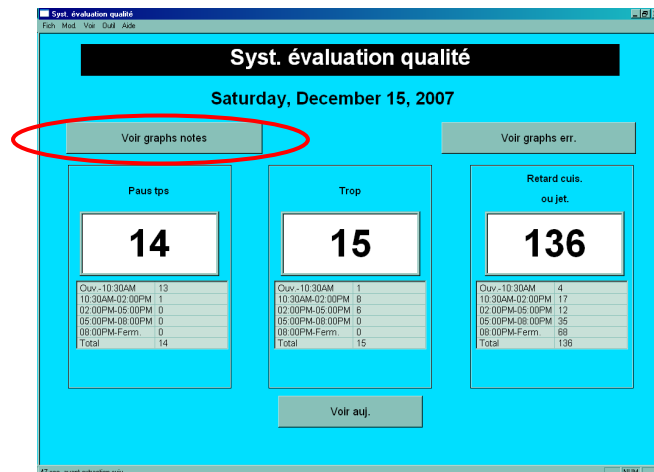 Syst. évaluation qualité
Fich Mod. Voir Outil Aide
Syst. évaluation qualité
Saturday, December 15, 2007
Voir graphs notes
Voir graphs err.
Paus tps
14
Ouv.-10:30AM 13
10:30AM-02:00PM 1
02:00PM-05:00PM 0
05:00PM-08:00PM 0
08:00PM-Ferm. 0
Total 14
Trop
15
Ouv.-10:30AM 1
10:30AM-02:00PM 8
02:00PM-05:00PM 6
05:00PM-08:00PM 0
08:00PM-Ferm. 0
Total 15
Retard cuis.
ou jet.
136
Ouv.-10:30AM 4
10:30AM-02:00PM 17
02:00PM-05:00PM 12
05:00PM-08:00PM 35
08:00PM-Ferm. 68
Total 136
Voir auj.
NUM